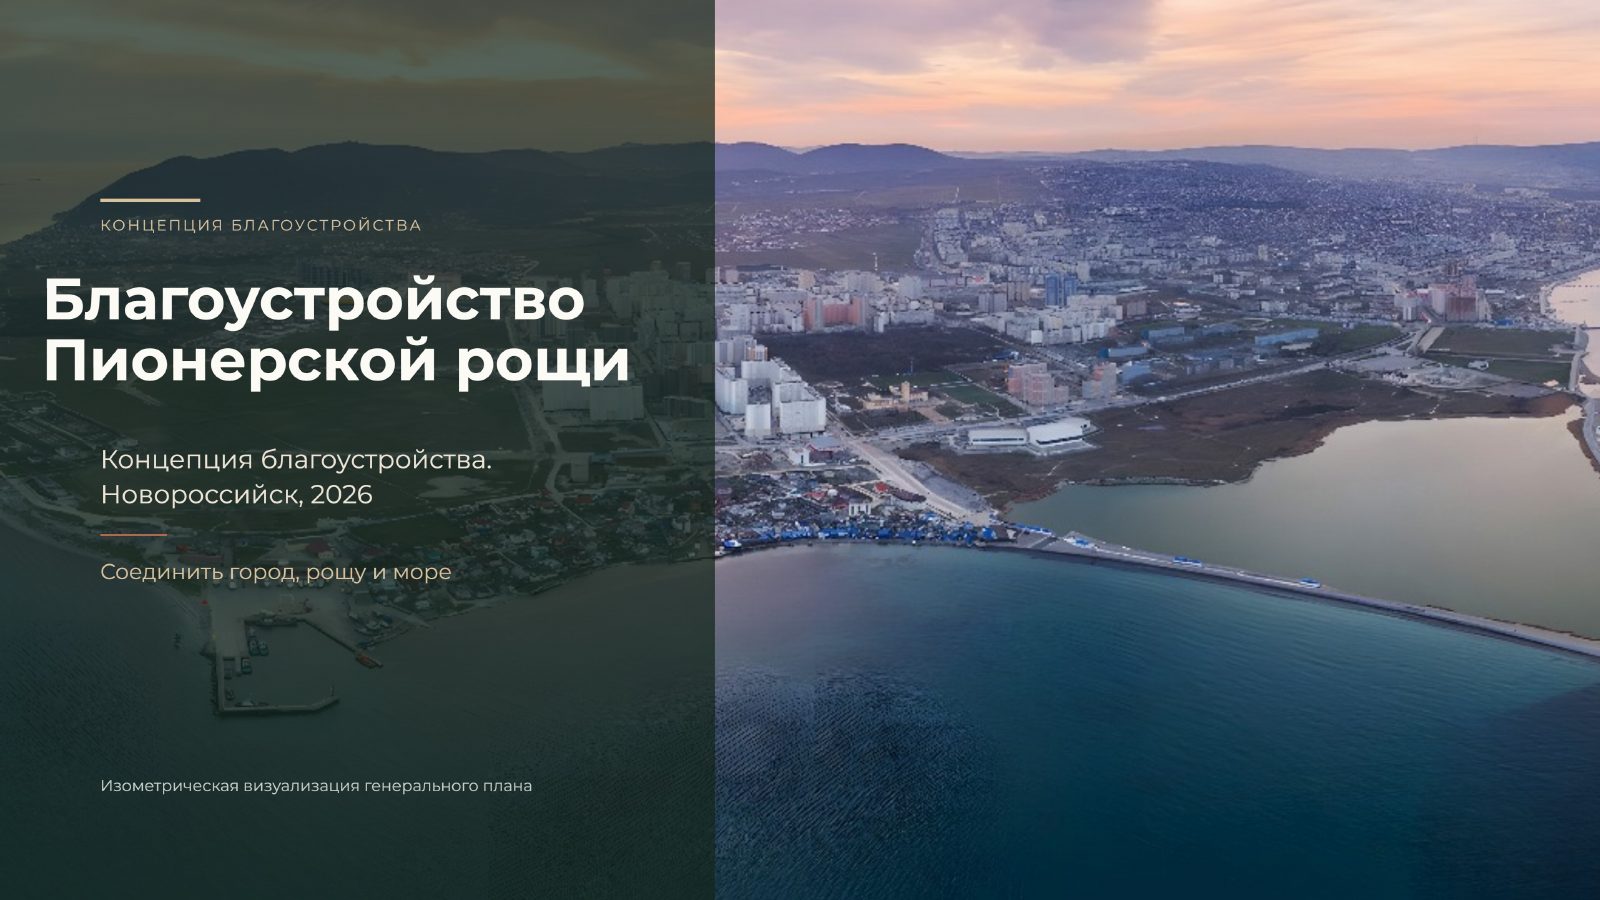 КОНЦЕПЦИЯ БЛАГОУСТРОЙСТВА
Благоустройство
Пионерской рощи
Концепция благоустройства.
Новороссийск, 2026
Соединить город, рощу и море
Изометрическая визуализация генерального плана